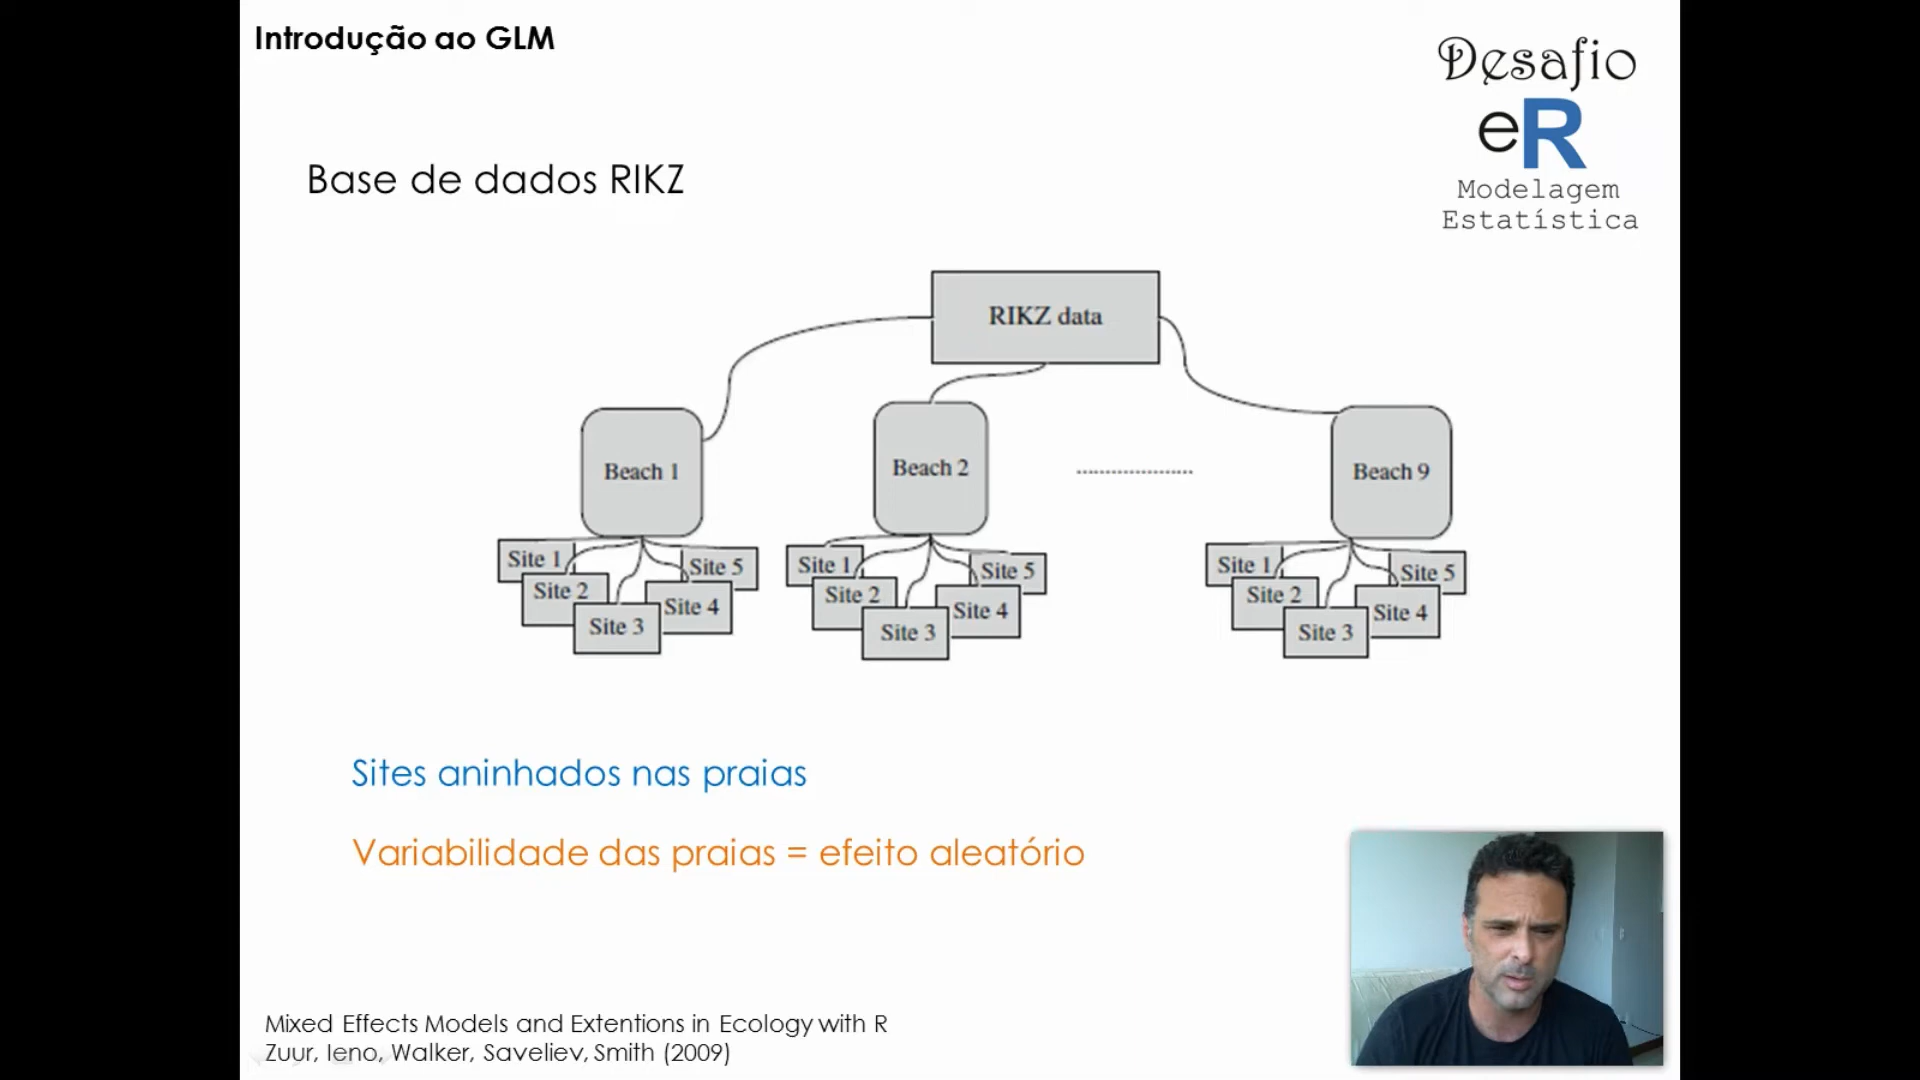 Introdução ao GLM
Desafio
eR
Modelagem
Estatística
Base de dados RIKZ
RIKZ data
Beach 1
Beach 2
Beach 9
Site 1
Site 2
Site 3
Site 4
Site 5
Site 1
Site 2
Site 3
Site 4
Site 5
Site 1
Site 2
Site 3
Site 4
Site 5
Sites aninhados nas praias
Variabilidade das praias = efeito aleatório
Mixed Effects Models and Extentions in Ecology with R
Zuur, Ieno, Walker, Saveliev, Smith (2009)